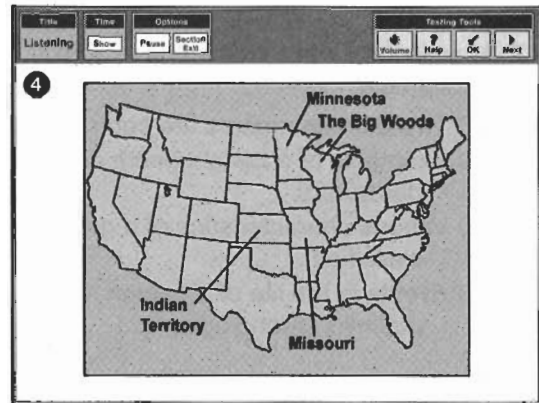 Title
Time
Options
Testing Tools
Listening
Show
Pause
Section
Exit
Volume
Help
OK
Next
4
Minnesota
The Big Woods
Indian
Territory
Missouri